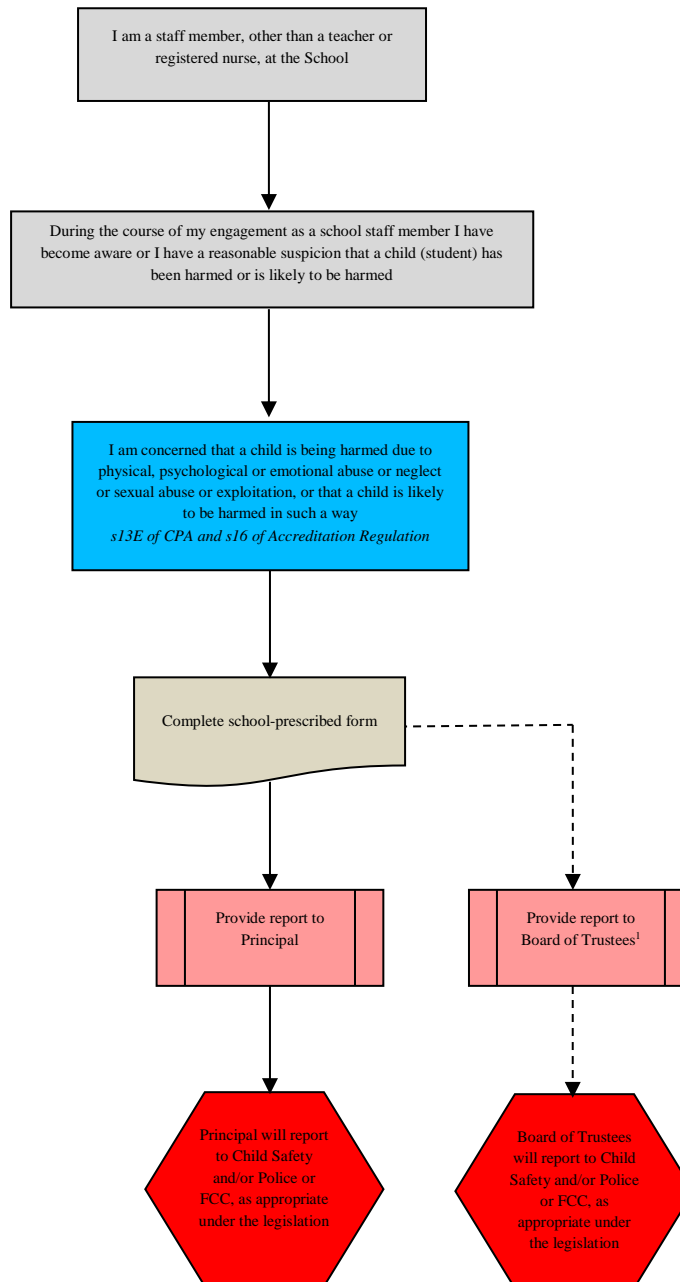 I am a staff member, other than a teacher or
registered nurse, at the School
During the course of my engagement as a school staff member I have
become aware or I have a reasonable suspicion that a child (student) has
been harmed or is likely to be harmed
I am concerned that a child is being harmed due to
physical, psychological or emotional abuse or neglect
or sexual abuse or exploitation, or that a child is likely
to be harmed in such a way
s13E of CPA and s16 of Accreditation Regulation
Complete school-prescribed form
Provide report to
Principal
Provide report to
Board of Trustees¹
Principal will report
to Child Safety
and/or Police or
FCC, as appropriate
under the legislation
Board of Trustees
will report to Child
Safety and/or Police
or FCC, as
appropriate under
the legislation